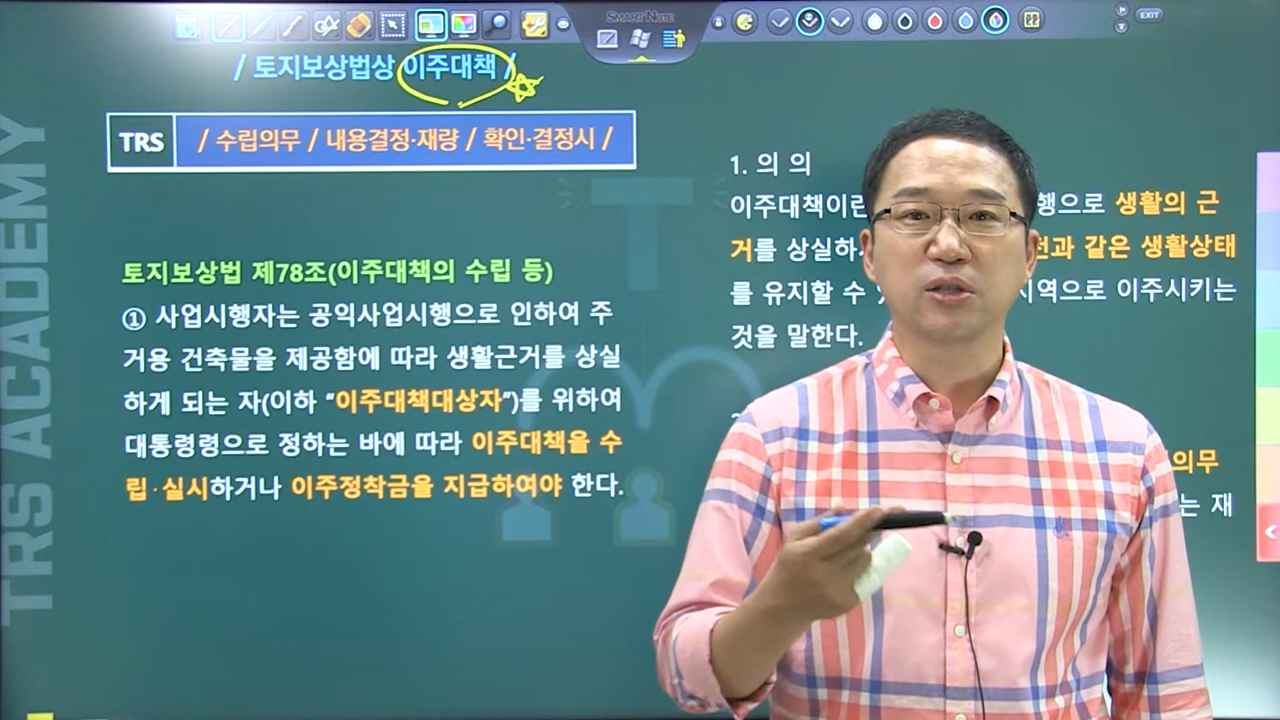 SMART NOTE
EXIT
/ 토지보상법상 이주대책 /
TRS / 수립의무 / 내용결정·재량 / 확인·결정시 /
토지보상법 제78조(이주대책의 수립 등)
① 사업시행자는 공익사업시행으로 인하여 주
거용 건축물을 제공함에 따라 생활근거를 상실
하게 되는 자(이하 “이주대책대상자”)를 위하여
대통령령으로 정하는 바에 따라 이주대책을 수
립·실시하거나 이주정착금을 지급하여야 한다.
1. 의 의
이주대책이란 행으로 생활의 근
거를 상실하 전과 같은 생활상태
를 유지할 수 지역으로 이주시키는
것을 말한다.
의무
는 재
TRS ACADEMY